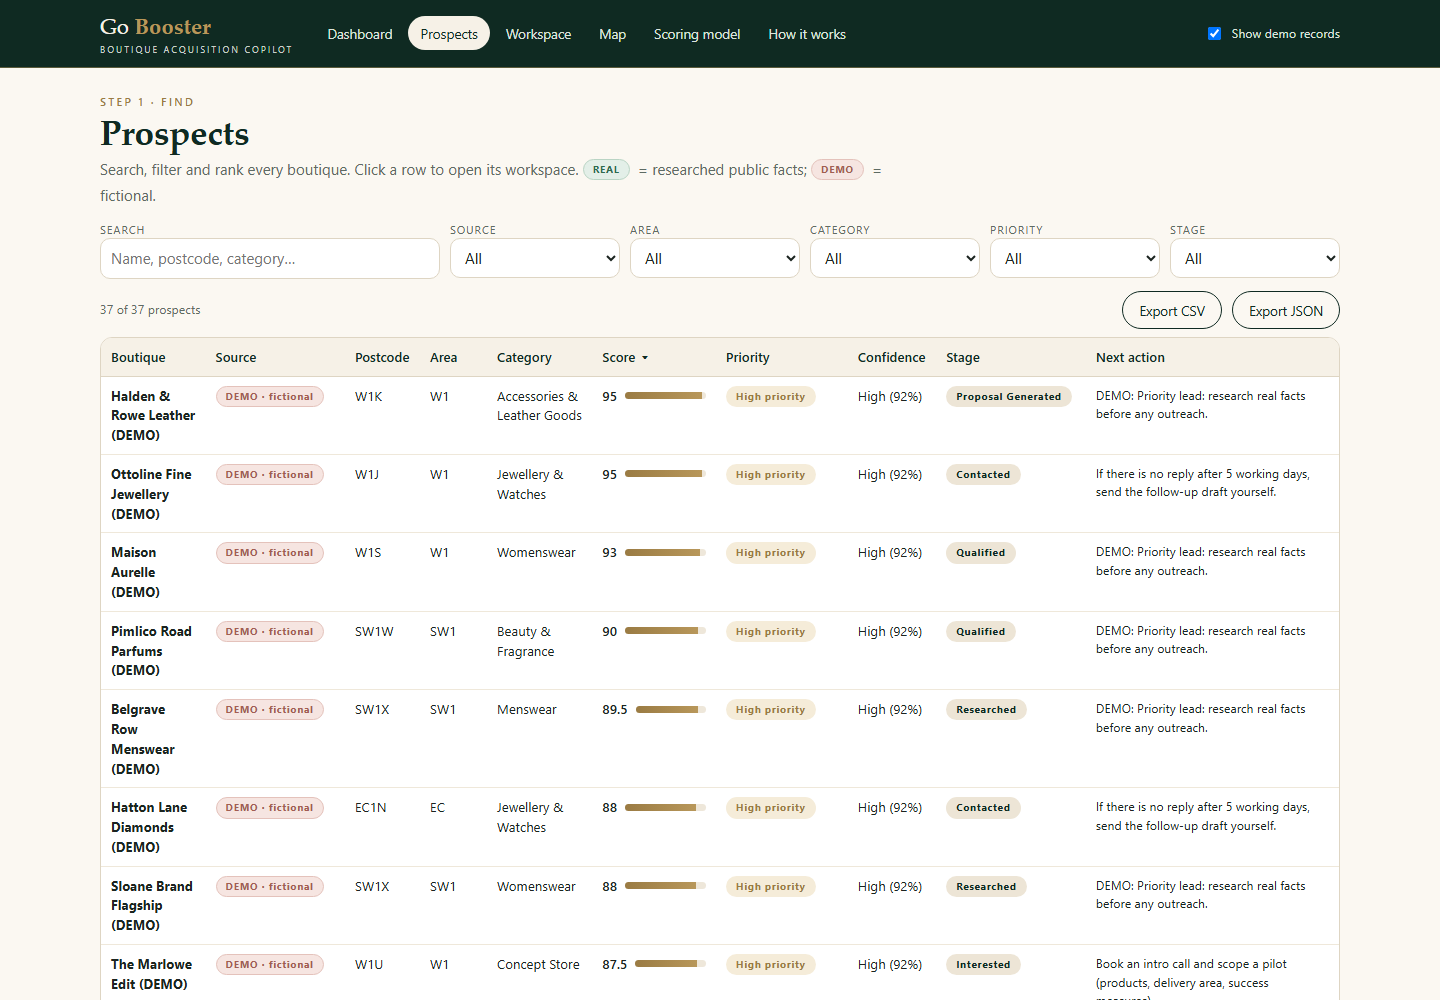 Go Booster
BOUTIQUE ACQUISITION COPILOT
Dashboard
Prospects
Workspace
Map
Scoring model
How it works
Show demo records
STEP 1 · FIND
Prospects
Search, filter and rank every boutique. Click a row to open its workspace. REAL = researched public facts; DEMO =
fictional.
SEARCH
SOURCE
AREA
CATEGORY
PRIORITY
STAGE
Name, postcode, category...
All
All
All
All
All
37 of 37 prospects
Export CSV
Export JSON
Boutique
Source
Postcode
Area
Category
Score
Priority
Confidence
Stage
Next action
Halden &
Rowe Leather
(DEMO)
DEMO · fictional
W1K
W1
Accessories &
Leather Goods
95
High priority
High (92%)
Proposal Generated
DEMO: Priority lead: research real facts
before any outreach.
Ottoline Fine
Jewellery
(DEMO)
DEMO · fictional
W1J
W1
Jewellery &
Watches
95
High priority
High (92%)
Contacted
If there is no reply after 5 working days,
send the follow-up draft yourself.
Maison
Aurelle
(DEMO)
DEMO · fictional
W1S
W1
Womenswear
93
High priority
High (92%)
Qualified
DEMO: Priority lead: research real facts
before any outreach.
Pimlico Road
Parfums
(DEMO)
DEMO · fictional
SW1W
SW1
Beauty &
Fragrance
90
High priority
High (92%)
Qualified
DEMO: Priority lead: research real facts
before any outreach.
Belgrave
Row
Menswear
(DEMO)
DEMO · fictional
SW1X
SW1
Menswear
89.5
High priority
High (92%)
Researched
DEMO: Priority lead: research real facts
before any outreach.
Hatton Lane
Diamonds
(DEMO)
DEMO · fictional
EC1N
EC
Jewellery &
Watches
88
High priority
High (92%)
Contacted
If there is no reply after 5 working days,
send the follow-up draft yourself.
Sloane Brand
Flagship
(DEMO)
DEMO · fictional
SW1X
SW1
Womenswear
88
High priority
High (92%)
Researched
DEMO: Priority lead: research real facts
before any outreach.
The Marlowe
Edit (DEMO)
DEMO · fictional
W1U
W1
Concept Store
87.5
High priority
High (92%)
Interested
Book an intro call and scope a pilot
(products, delivery area, success